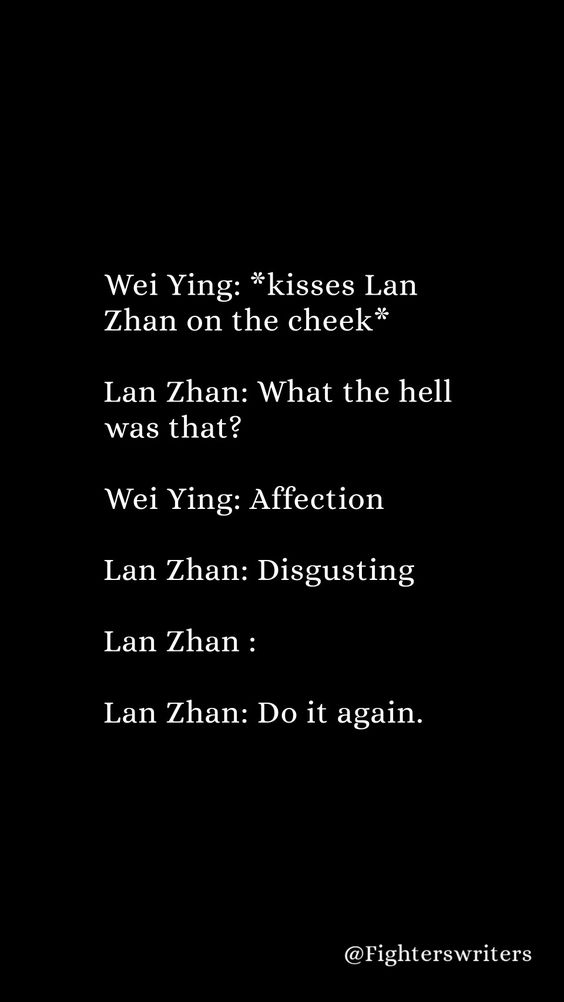 Wei Ying: *kisses Lan
Zhan on the cheek*
Lan Zhan: What the hell
was that?
Wei Ying: Affection
Lan Zhan: Disgusting
Lan Zhan :
Lan Zhan: Do it again.
@Fighterswriters